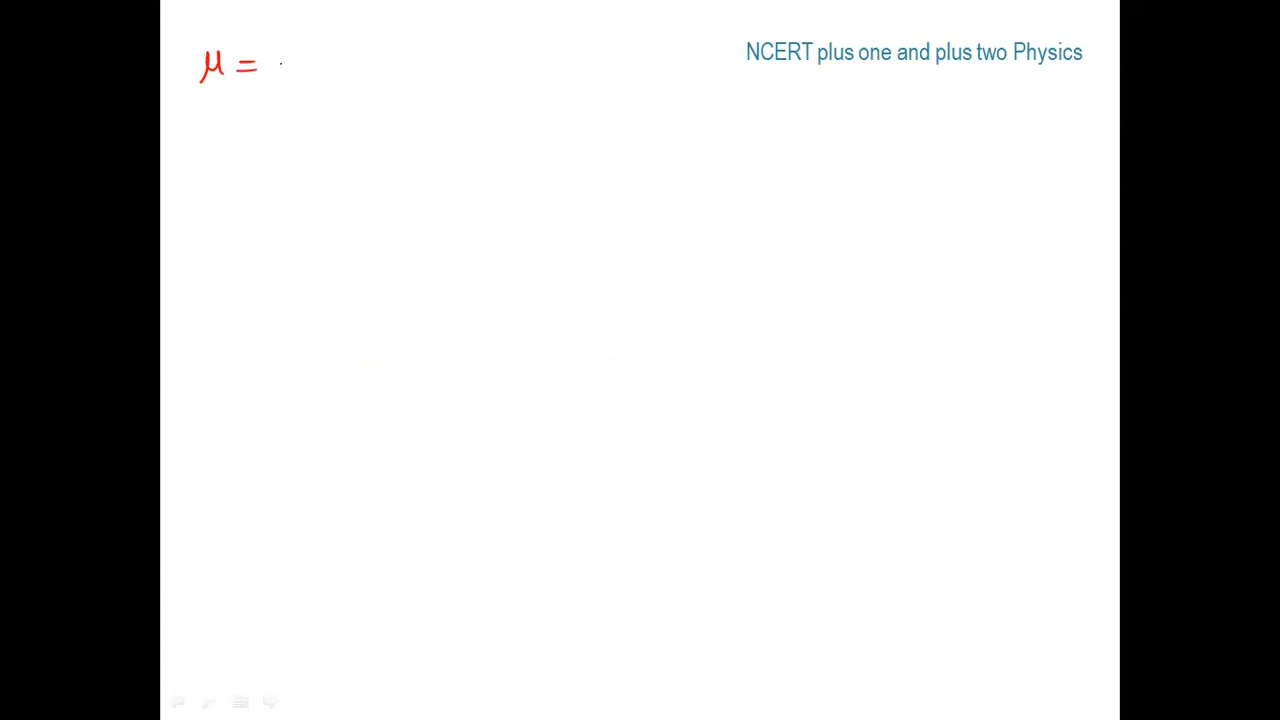 μ =
NCERT plus one and plus two Physics